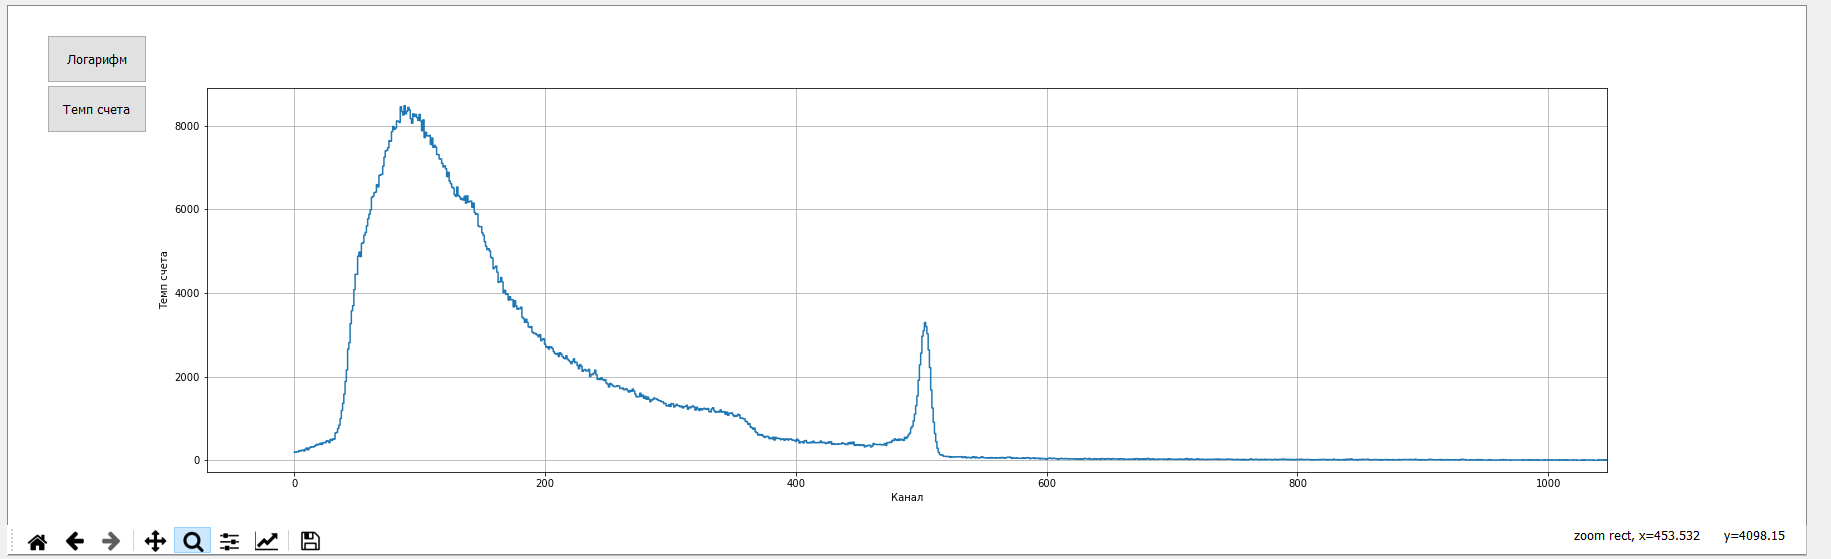 Логарифм
Темп счета
8000
6000
4000
2000
0
Темп счета
0 200 400 600 800 1000
Канал
zoom rect, x=453.532 y=4098.15